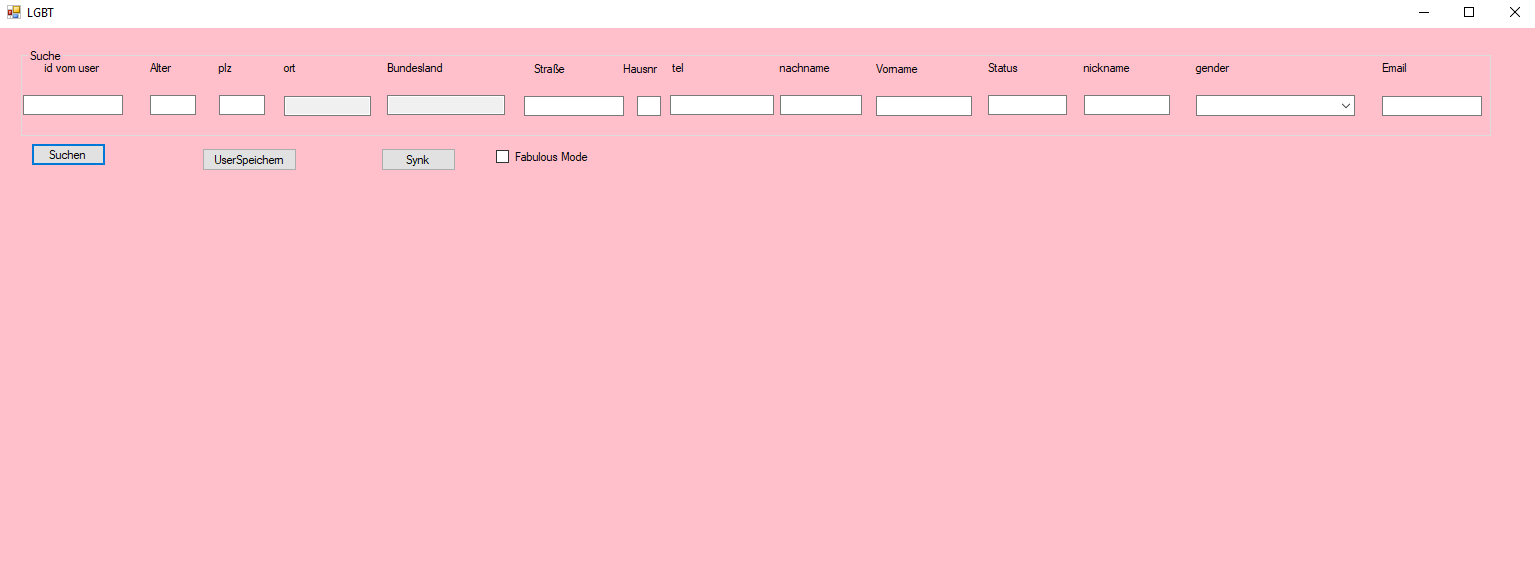 LGBT
Suche
id vom user Alter plz ort Bundesland Straße Hausnr tel nachname Vorname Status nickname gender Email
Suchen UserSpeichern Synk Fabulous Mode